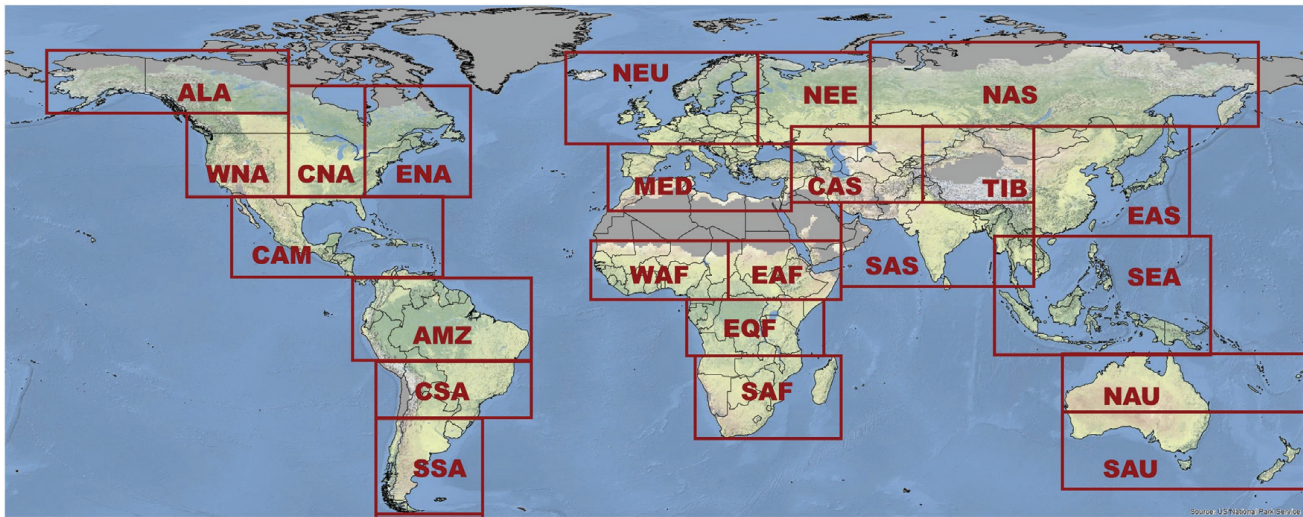 NEU
ALA
NEE
NAS
WNA
CNA
ENA
MED
CAS
TIB
EAS
CAM
WAF
EAF
SAS
SEA
AMZ
EQF
CSA
SAF
NAU
SSA
SAU
Source: US National Park Service